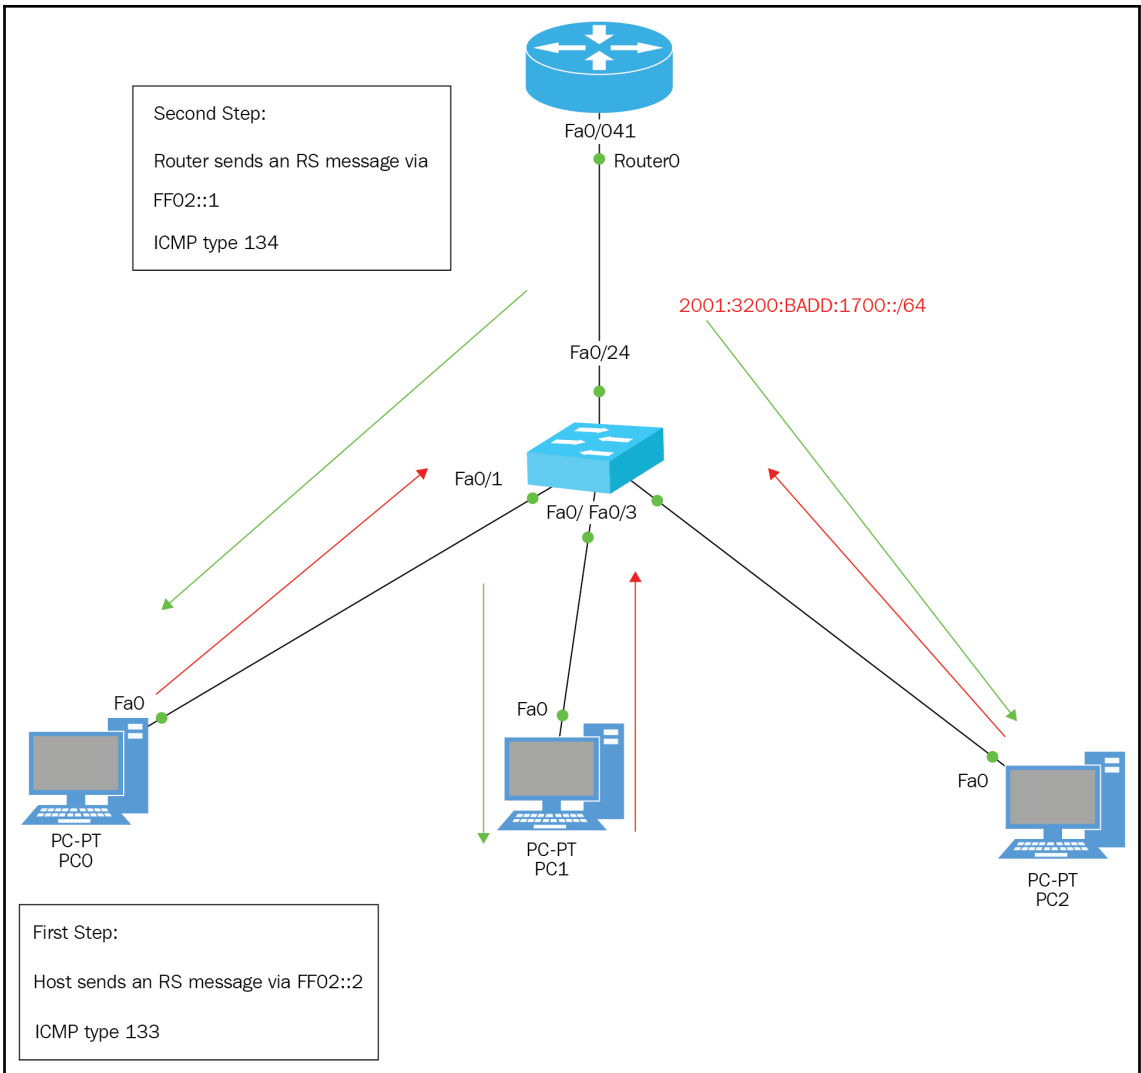 Fa0/041
Router0
Second Step:
Router sends an RS message via
FF02::1
ICMP type 134
2001:3200:BADD:1700::/64
Fa0/24
Fa0/1
Fa0/ Fa0/3
Fa0
PC-PT
PC0
Fa0
PC-PT
PC1
Fa0
PC-PT
PC2
First Step:
Host sends an RS message via FF02::2
ICMP type 133